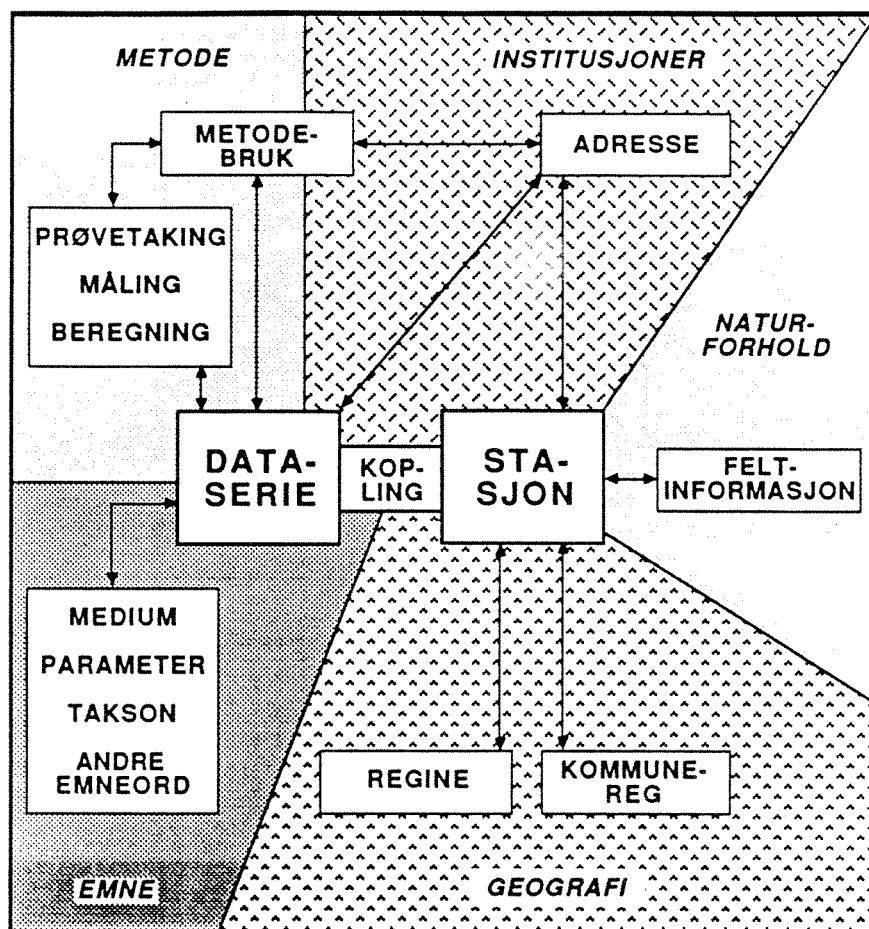 METODE
INSTITUSJONER
METODE-
BRUK
ADRESSE
PRØVETAKING
MÅLING
BEREGNING
NATUR-
FORHOLD
DATA-
SERIE
KOP-
LING
STA-
SJON
FELT-
INFORMASJON
MEDIUM
PARAMETER
TAKSON
ANDRE
EMNEORD
REGINE
KOMMUNE-
REG
EMNE
GEOGRAFI